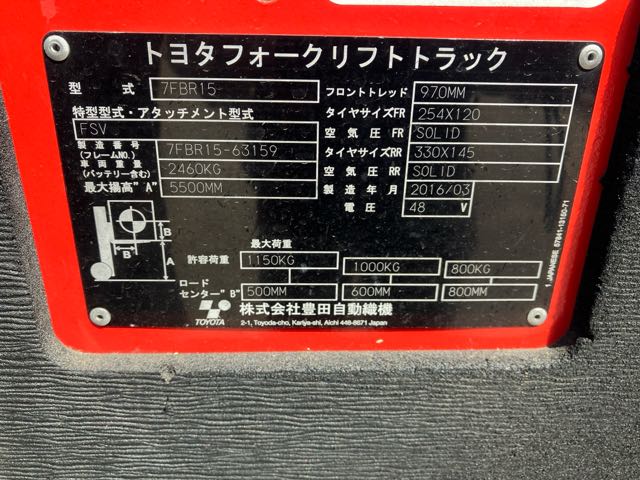 トヨタフォークリフトトラック
型 式 7FBR15
特型型式・アタッチメント型式
FSV
製造番号 (フレームNO.) 7FBR15-63159
車両重量 (バッテリー含む) 2460KG
最大揚高"A" 5500MM
フロントトレッド 970MM
タイヤサイズFR 254X120
空気圧FR SOLID
タイヤサイズRR 330X145
空気圧RR SOLID
製造年月 2016/03
電圧 48 V
B
B
A
最大荷重
許容荷重 1150KG 1000KG 800KG
ロード
センター"B" 500MM 600MM 800MM
TOYOTA
株式会社豊田自動織機
2-1, Toyoda-cho, Kariya-shi, Aichi 448-8671 Japan
1 JAPANESE 57841-13150-71